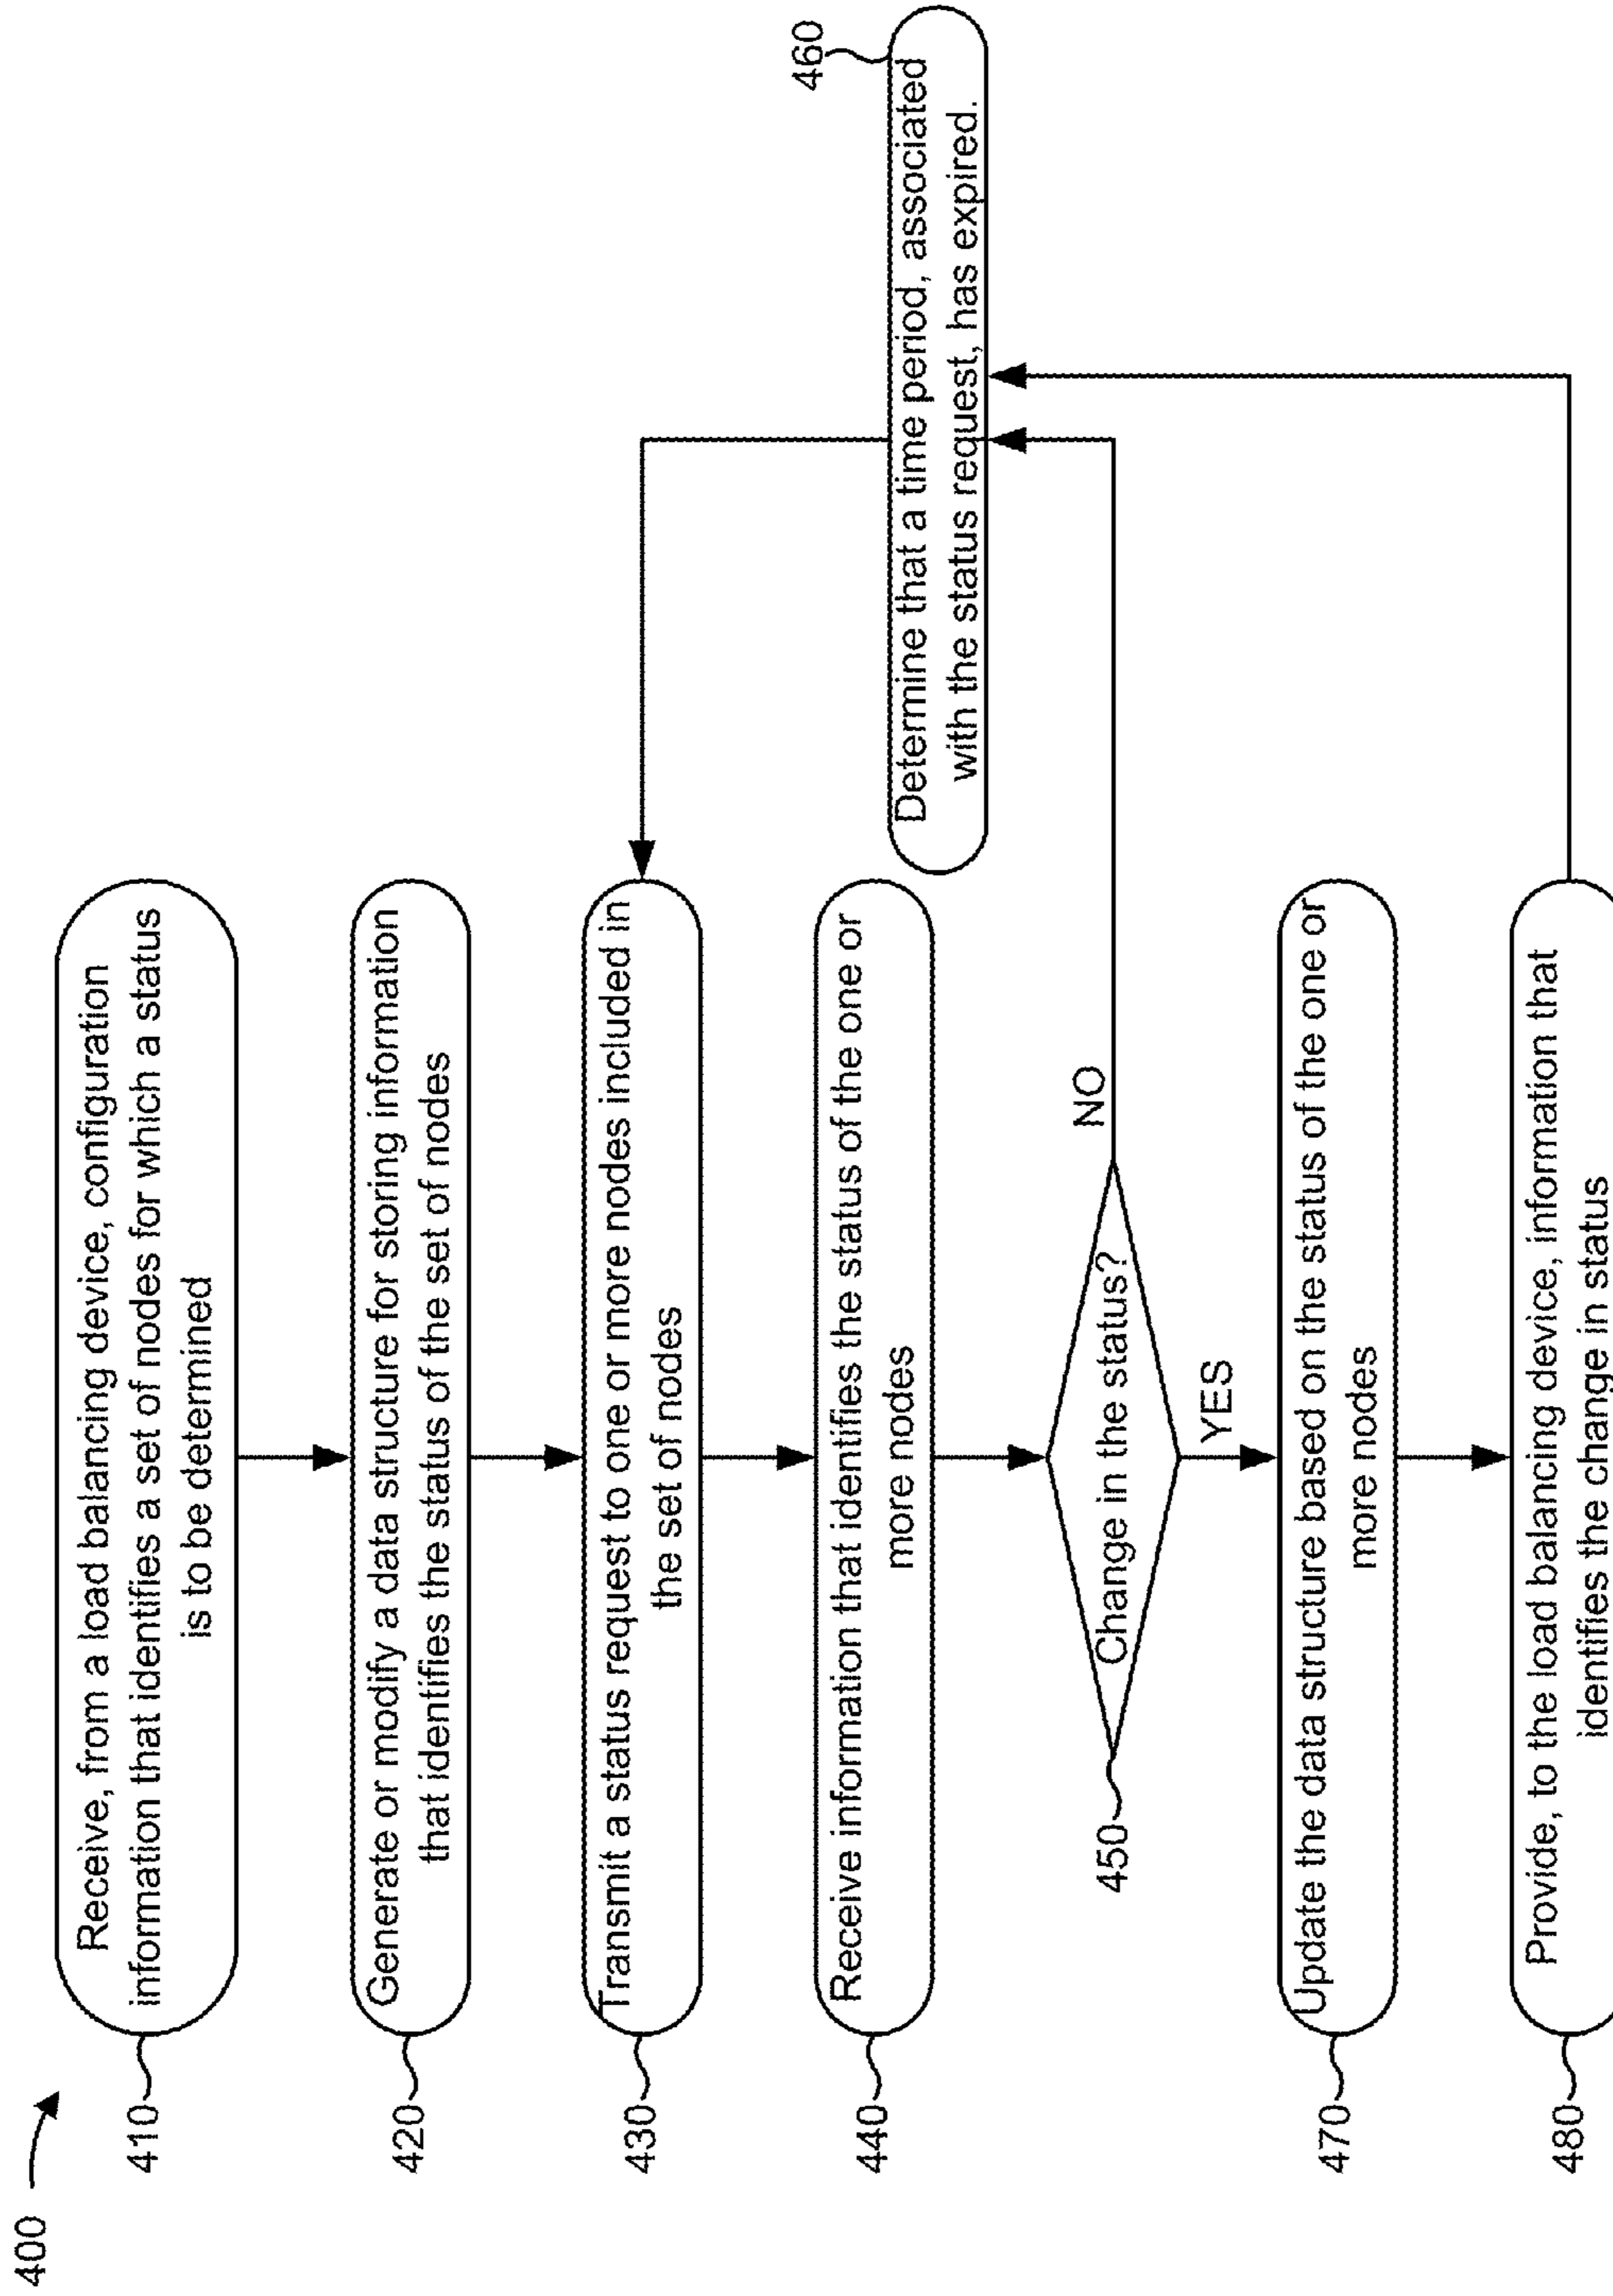 400
410
Receive, from a load balancing device, configuration
information that identifies a set of nodes for which a status
is to be determined
420
Generate or modify a data structure for storing information
that identifies the status of the set of nodes
430
Transmit a status request to one or more nodes included in
the set of nodes
440
Receive information that identifies the status of the one or
more nodes
460
Determine that a time period, associated
with the status request, has expired.
450
Change in the status?
NO
YES
470
Update the data structure based on the status of the one or
more nodes
480
Provide, to the load balancing device, information that
identifies the change in status